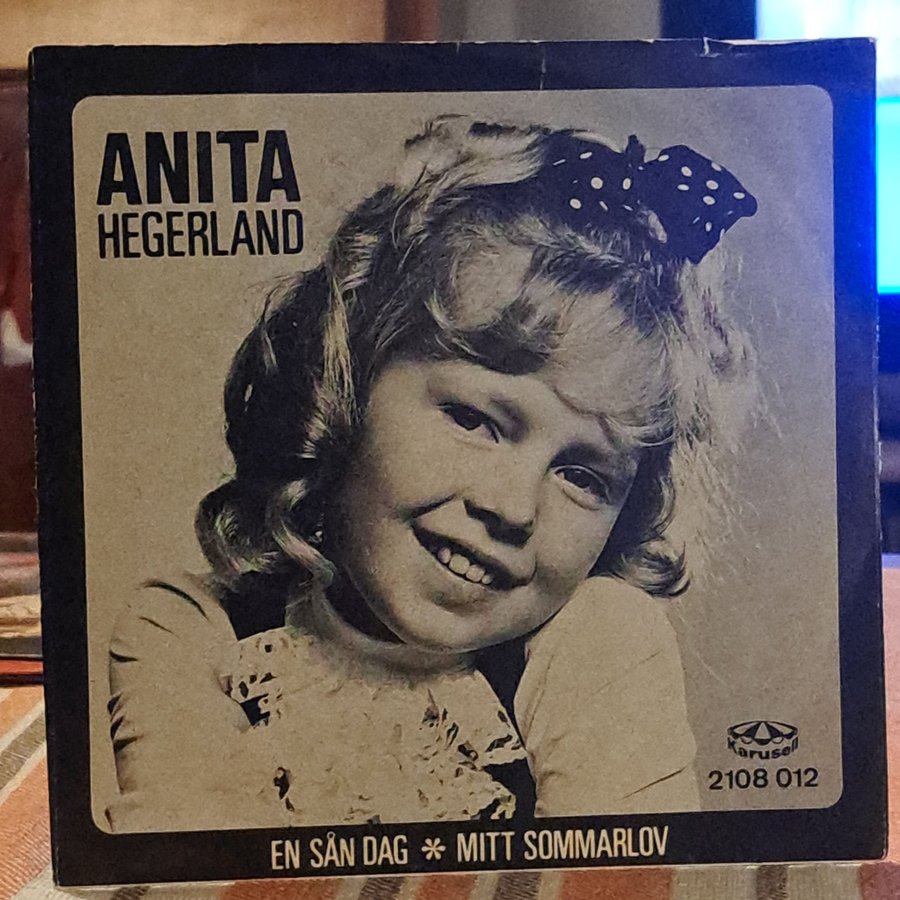 ANITA
HEGERLAND
Karusell
2108 012
EN SÅN DAG * MITT SOMMARLOV